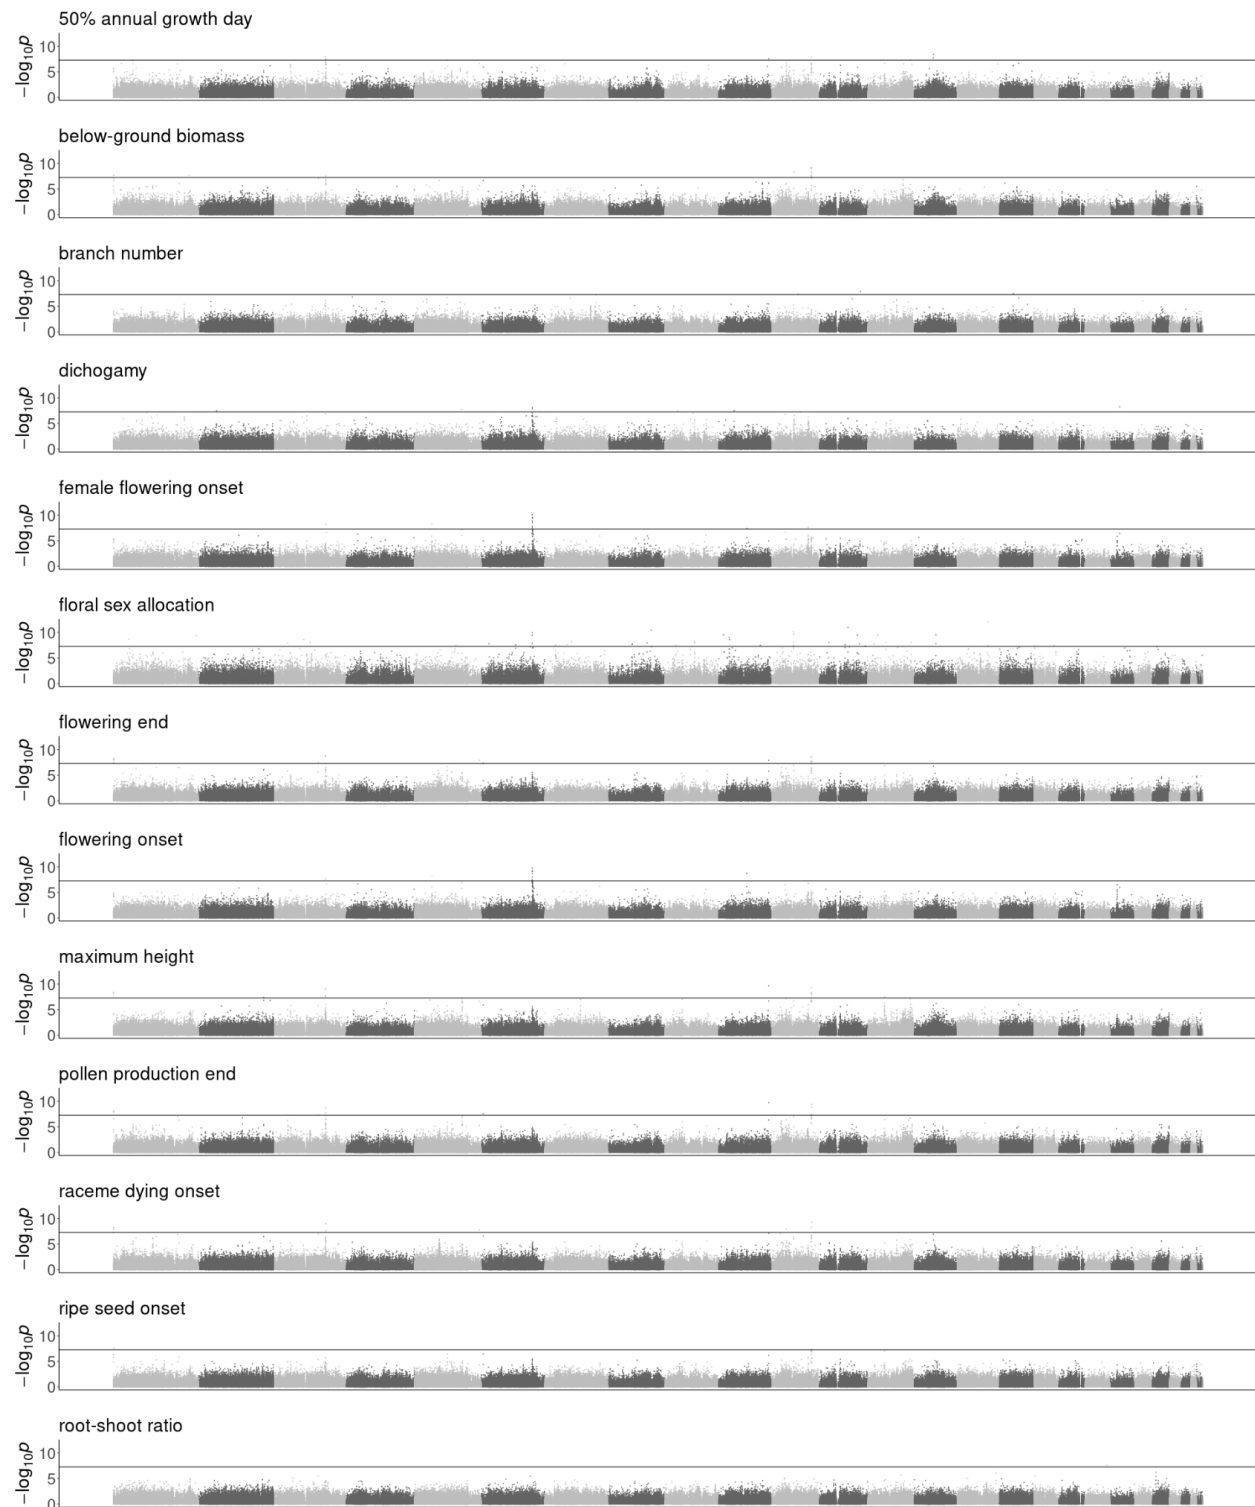 50% annual growth day
−log10p
10
5
0
below-ground biomass
−log10p
10
5
0
branch number
−log10p
10
5
0
dichogamy
−log10p
10
5
0
female flowering onset
−log10p
10
5
0
floral sex allocation
−log10p
10
5
0
flowering end
−log10p
10
5
0
flowering onset
−log10p
10
5
0
maximum height
−log10p
10
5
0
pollen production end
−log10p
10
5
0
raceme dying onset
−log10p
10
5
0
ripe seed onset
−log10p
10
5
0
root-shoot ratio
−log10p
10
5
0